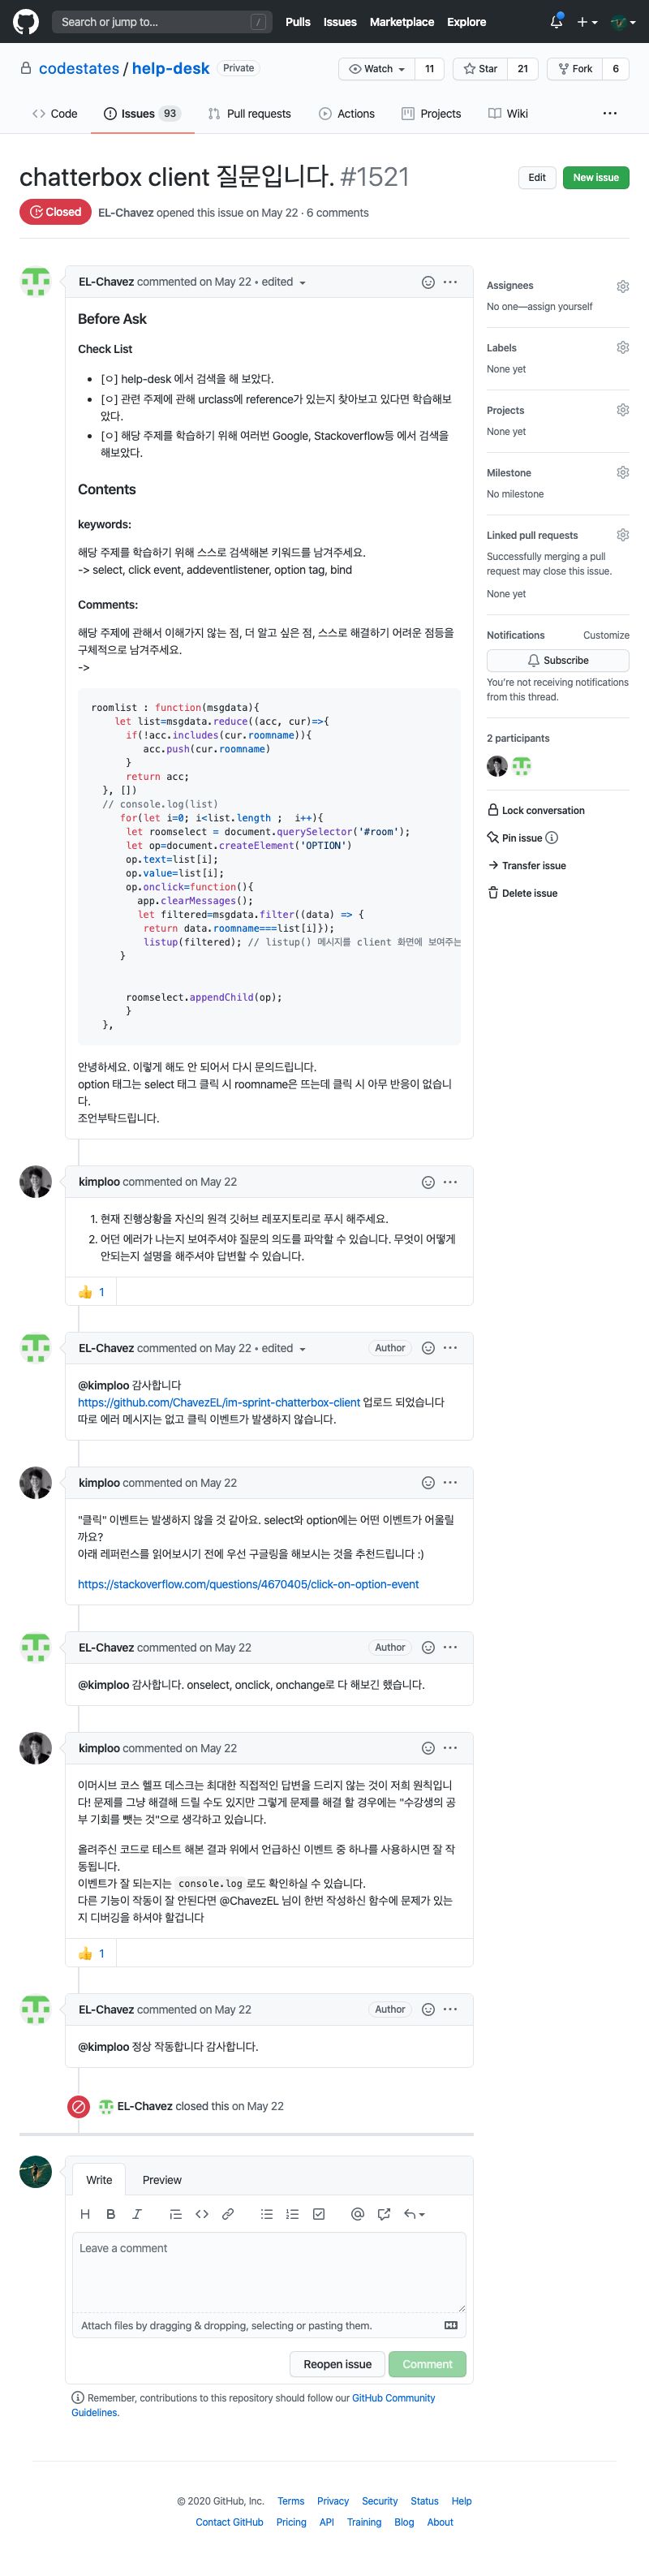 Search or jump to... /
Pulls Issues Marketplace Explore
codestates / help-desk Private
Watch 11 Star 21 Fork 6
Code Issues 93 Pull requests Actions Projects Wiki ...
chatterbox client 질문입니다. #1521
Edit New issue
Closed EL-Chavez opened this issue on May 22 · 6 comments
EL-Chavez commented on May 22 • edited
Before Ask
Check List
• [ㅇ] help-desk 에서 검색을 해 보았다.
• [ㅇ] 관련 주제에 관해 urclass에 reference가 있는지 찾아보고 있다면 학습해보
았다.
• [ㅇ] 해당 주제를 학습하기 위해 여러번 Google, Stackoverflow등 에서 검색을
해보았다.
Contents
keywords:
해당 주제를 학습하기 위해 스스로 검색해본 키워드를 남겨주세요.
-> select, click event, addeventlistener, option tag, bind
Comments:
해당 주제에 관해서 이해가지 않는 점, 더 알고 싶은 점, 스스로 해결하기 어려운 점등을
구체적으로 남겨주세요.
->
roomlist : function(msgdata){
let list=msgdata.reduce((acc, cur)=>{
if(!acc.includes(cur.roomname)){
acc.push(cur.roomname)
}
return acc;
}, [])
// console.log(list)
for(let i=0; i<list.length ; i++){
let roomselect = document.querySelector('#room');
let op=document.createElement('OPTION')
op.text=list[i];
op.value=list[i];
op.onclick=function(){
app.clearMessages();
let filtered=msgdata.filter((data) => {
return data.roomname===list[i]});
listup(filtered); // listup() 메시지를 client 화면에 보여주는
}
roomselect.appendChild(op);
}
},
안녕하세요. 이렇게 해도 안 되어서 다시 문의드립니다.
option 태그는 select 태그 클릭 시 roomname은 뜨는데 클릭 시 아무 반응이 없습니
다.
조언부탁드립니다.
Assignees
No one—assign yourself
Labels
None yet
Projects
None yet
Milestone
No milestone
Linked pull requests
Successfully merging a pull
request may close this issue.
None yet
Notifications Customize
Subscribe
You're not receiving notifications
from this thread.
2 participants
Lock conversation
Pin issue
Transfer issue
Delete issue
kimploo commented on May 22
1. 현재 진행상황을 자신의 원격 깃허브 레포지토리로 푸시 해주세요.
2. 어떤 에러가 나는지 보여주셔야 질문의 의도를 파악할 수 있습니다. 무엇이 어떻게
안되는지 설명을 해주셔야 답변할 수 있습니다.
👍 1
EL-Chavez commented on May 22 • edited Author
@kimploo 감사합니다
https://github.com/ChavezEL/im-sprint-chatterbox-client 업로드 되었습니다
따로 에러 메시지는 없고 클릭 이벤트가 발생하지 않습니다.
kimploo commented on May 22
"클릭" 이벤트는 발생하지 않을 것 같아요. select와 option에는 어떤 이벤트가 어울릴
까요?
아래 레퍼런스를 읽어보시기 전에 우선 구글링을 해보시는 것을 추천드립니다 :)
https://stackoverflow.com/questions/4670405/click-on-option-event
EL-Chavez commented on May 22 Author
@kimploo 감사합니다. onselect, onclick, onchange로 다 해보긴 했습니다.
kimploo commented on May 22
이머시브 코스 헬프 데스크는 최대한 직접적인 답변을 드리지 않는 것이 저희 원칙입니
다! 문제를 그냥 해결해 드릴 수도 있지만 그렇게 문제를 해결 할 경우에는 "수강생의 공
부 기회를 뺏는 것"으로 생각하고 있습니다.
올려주신 코드로 테스트 해본 결과 위에서 언급하신 이벤트 중 하나를 사용하시면 잘 작
동됩니다.
이벤트가 잘 되는지는 console.log 로도 확인하실 수 있습니다.
다른 기능이 작동이 잘 안된다면 @ChavezEL 님이 한번 작성하신 함수에 문제가 있는
지 디버깅을 하셔야 할겁니다
👍 1
EL-Chavez commented on May 22 Author
@kimploo 정상 작동합니다 감사합니다.
EL-Chavez closed this on May 22
Write Preview
Leave a comment
Attach files by dragging & dropping, selecting or pasting them.
Reopen issue Comment
Remember, contributions to this repository should follow our GitHub Community
Guidelines.
© 2020 GitHub, Inc. Terms Privacy Security Status Help
Contact GitHub Pricing API Training Blog About